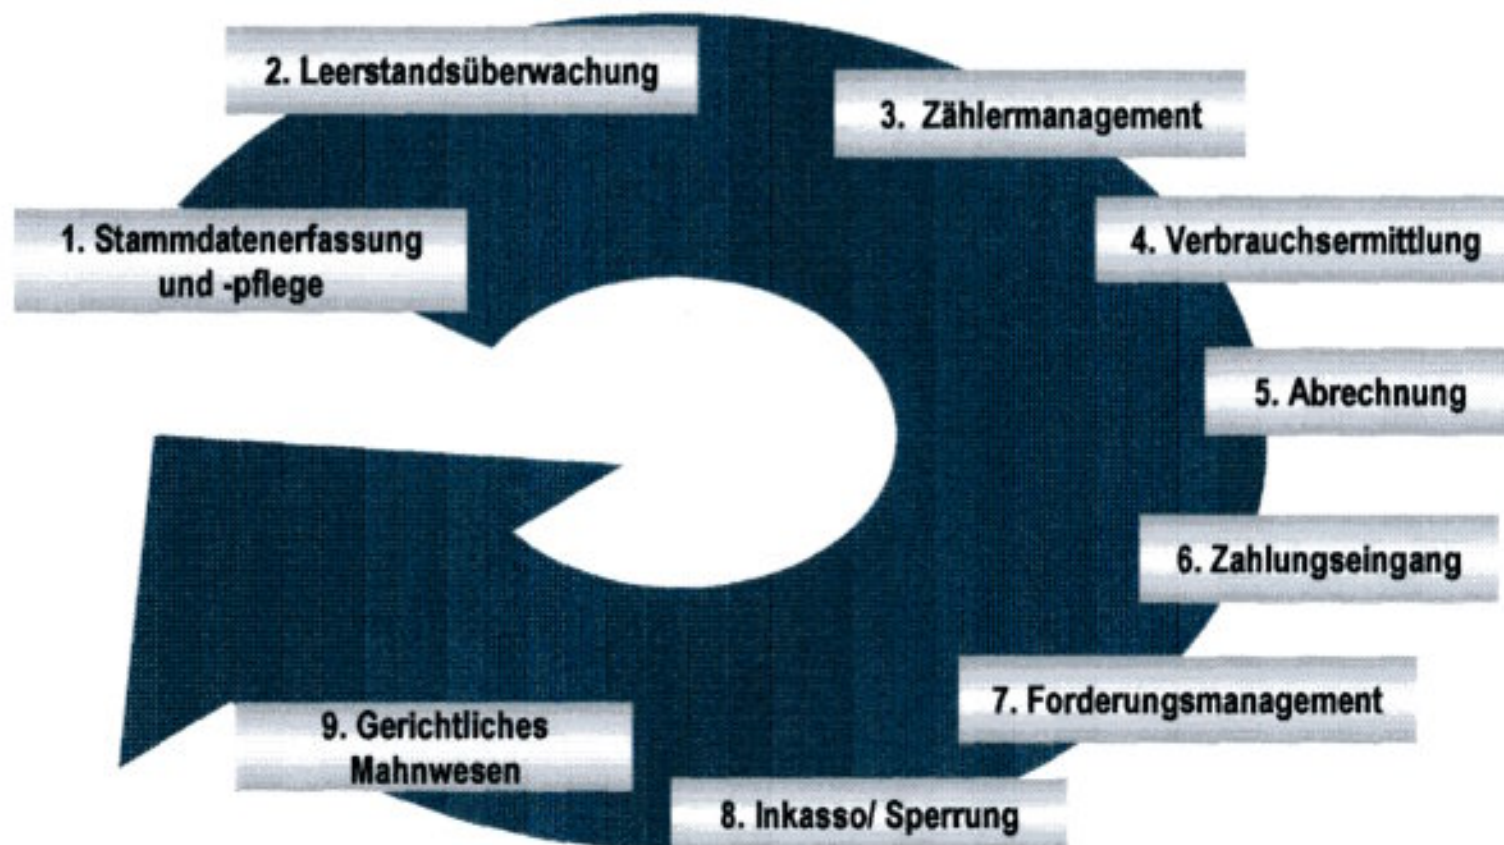 1. Stammdatenerfassung
und -pflege
2. Leerstandsüberwachung
3. Zählermanagement
4. Verbrauchsermittlung
5. Abrechnung
6. Zahlungseingang
7. Forderungsmanagement
8. Inkasso/ Sperrung
9. Gerichtliches
Mahnwesen